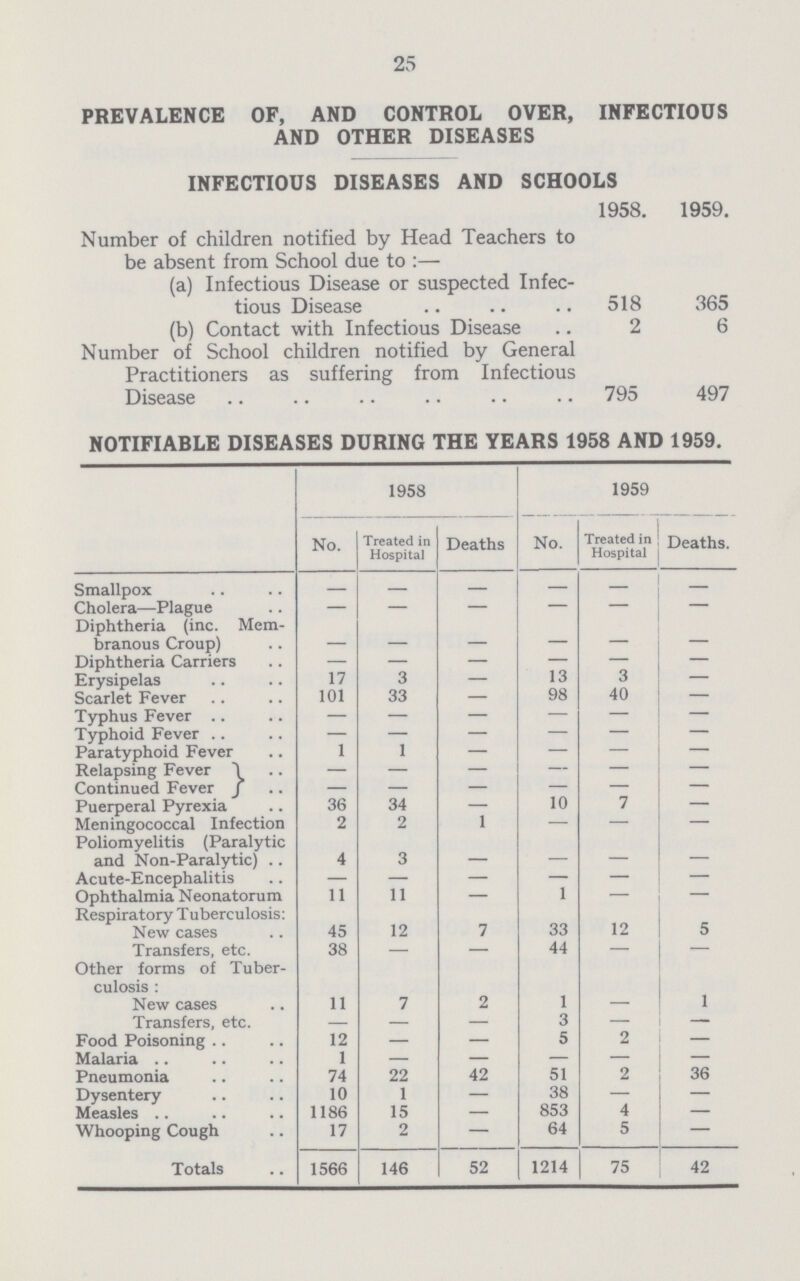 25
PREVALENCE OF, AND CONTROL OVER, INFECTIOUS
AND OTHER DISEASES
INFECTIOUS DISEASES AND SCHOOLS
1958. 1959.
Number of children notified by Head Teachers to
be absent from School due to :—
(a) Infectious Disease or suspected Infec-
tious Disease .. .. .. 518 365
(b) Contact with Infectious Disease .. 2 6
Number of School children notified by General
Practitioners as suffering from Infectious
Disease .. .. .. .. .. .. 795 497
NOTIFIABLE DISEASES DURING THE YEARS 1958 AND 1959.
1958 1959
No. Treated in Hospital Deaths No. Treated in Hospital Deaths.
Smallpox .. .. — — — — — —
Cholera—Plague .. — — — — — —
Diphtheria (inc. Mem-
branous Croup) .. — — — — — —
Diphtheria Carriers .. — — — — — —
Erysipelas .. .. 17 3 — 13 3 —
Scarlet Fever .. .. 101 33 — 98 40 —
Typhus Fever .. .. — — — — — —
Typhoid Fever .. .. — — — — — —
Paratyphoid Fever .. 1 1 — — — —
Relapsing Fever } .. — — — — — —
Continued Fever } .. — — — — — —
Puerperal Pyrexia .. 36 34 — 10 7 —
Meningococcal Infection 2 2 1 — — —
Poliomyelitis (Paralytic
and Non-Paralytic) .. 4 3 — — — —
Acute-Encephalitis .. — — — — — —
Ophthalmia Neonatorum 11 11 — 1 — —
Respiratory Tuberculosis:
New cases .. 45 12 7 33 12 5
Transfers, etc. 38 — — 44 — —
Other forms of Tuber-
culosis :
New cases .. 11 7 2 1 — 1
Transfers, etc. — — — 3 — —
Food Poisoning .. .. 12 — — 5 2 —
Malaria .. .. .. 1 — — — — —
Pneumonia .. .. 74 22 42 51 2 36
Dysentery .. .. 10 1 — 38 — —
Measles .. .. .. 1186 15 — 853 4 —
Whooping Cough .. 17 2 — 64 5 —
Totals .. 1566 146 52 1214 75 42